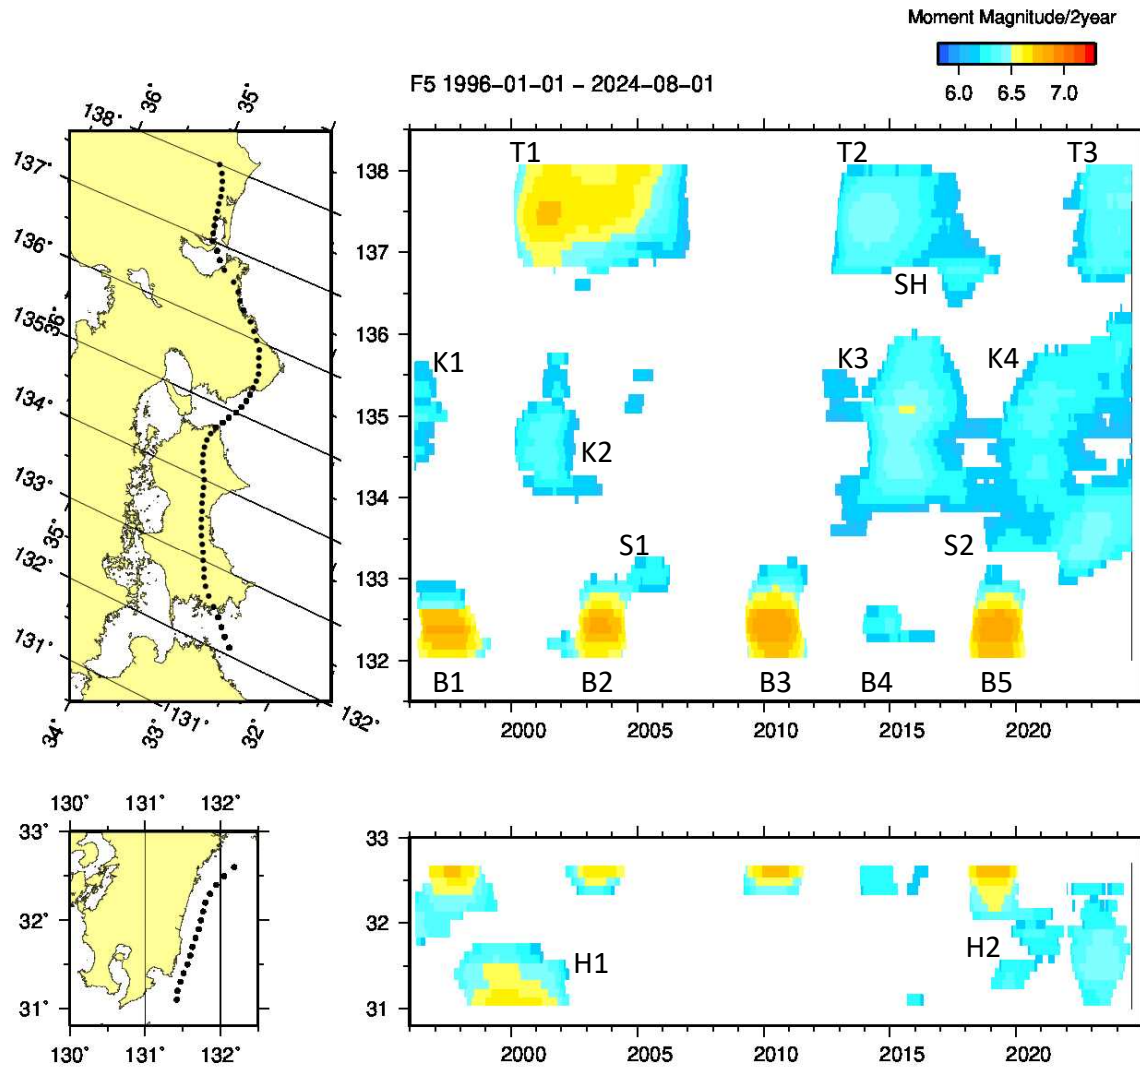 Moment Magnitude/2year
6.0 6.5 7.0
F5 1996-01-01 - 2024-08-01
138° 36° 35°
137°
136°
135°
36°
134°
133°
35°
132°
131°
34° 33° 131° 32° 132°
138
137
136
135
134
133
132
T1 T2 T3
SH
K1 K3 K4
K2
S1 S2
B1 B2 B3 B4 B5
2000 2005 2010 2015 2020
130° 131° 132°
33°
32°
31°
130° 131° 132°
33
32
31
H1 H2
2000 2005 2010 2015 2020